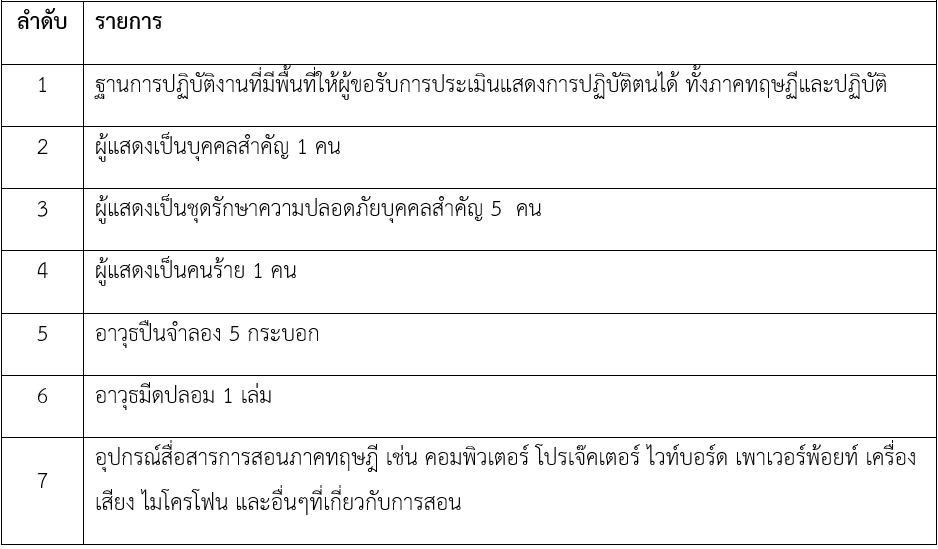 ลำดับ รายการ
1 ฐานการปฏิบัติงานที่มีพื้นที่ให้ผู้ขอรับการประเมินแสดงการปฏิบัติตนได้ ทั้งภาคทฤษฏีและปฏิบัติ
2 ผู้แสดงเป็นบุคคลสำคัญ 1 คน
3 ผู้แสดงเป็นชุดรักษาความปลอดภัยบุคคลสำคัญ 5 คน
4 ผู้แสดงเป็นคนร้าย 1 คน
5 อาวุธปืนจำลอง 5 กระบอก
6 อาวุธมีดปลอม 1 เล่ม
7 อุปกรณ์สื่อสารการสอนภาคทฤษฎี เช่น คอมพิวเตอร์ โปรเจ๊คเตอร์ ไวท์บอร์ด เพาเวอร์พ้อยท์ เครื่อง
เสียง ไมโครโฟน และอื่นๆที่เกี่ยวกับการสอน